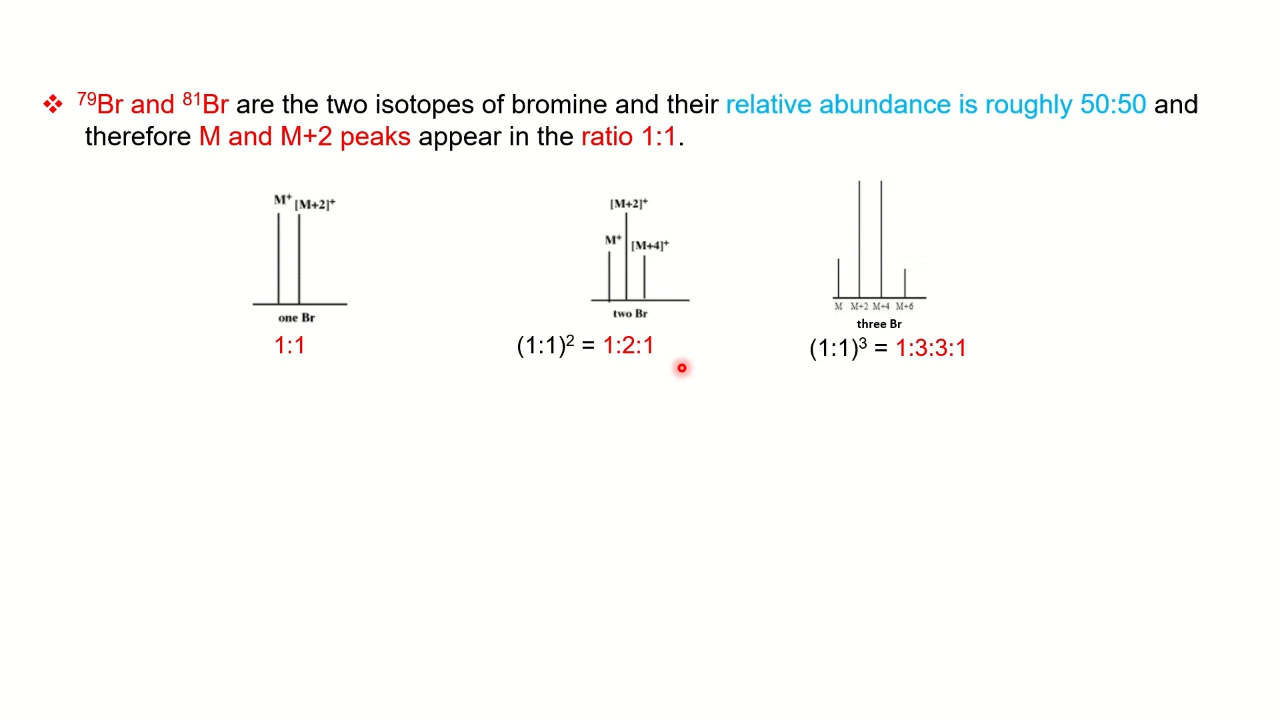 ❖ ⁷⁹Br and ⁸¹Br are the two isotopes of bromine and their relative abundance is roughly 50:50 and
therefore M and M+2 peaks appear in the ratio 1:1.
M⁺ [M+2]⁺
one Br
1:1
[M+2]⁺
M⁺ [M+4]⁺
two Br
(1:1)² = 1:2:1
M M+2 M+4 M+6
three Br
(1:1)³ = 1:3:3:1